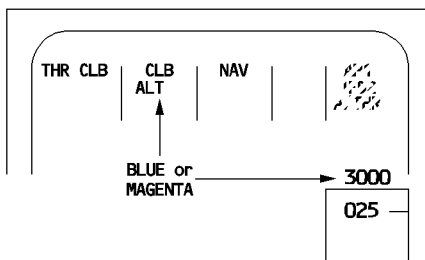 THR CLB CLB NAV
ALT
BLUE or
MAGENTA
3000
025